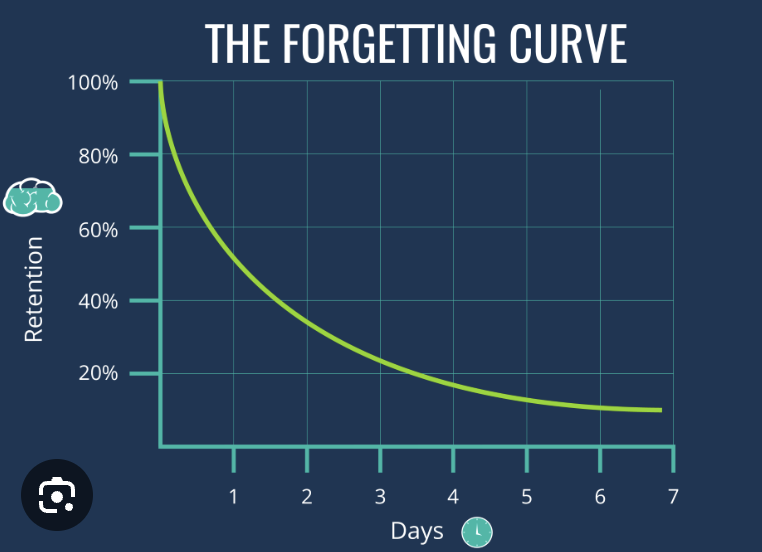 THE FORGETTING CURVE
100%
80%
60%
40%
20%
Retention
1 2 3 4 5 6 7
Days